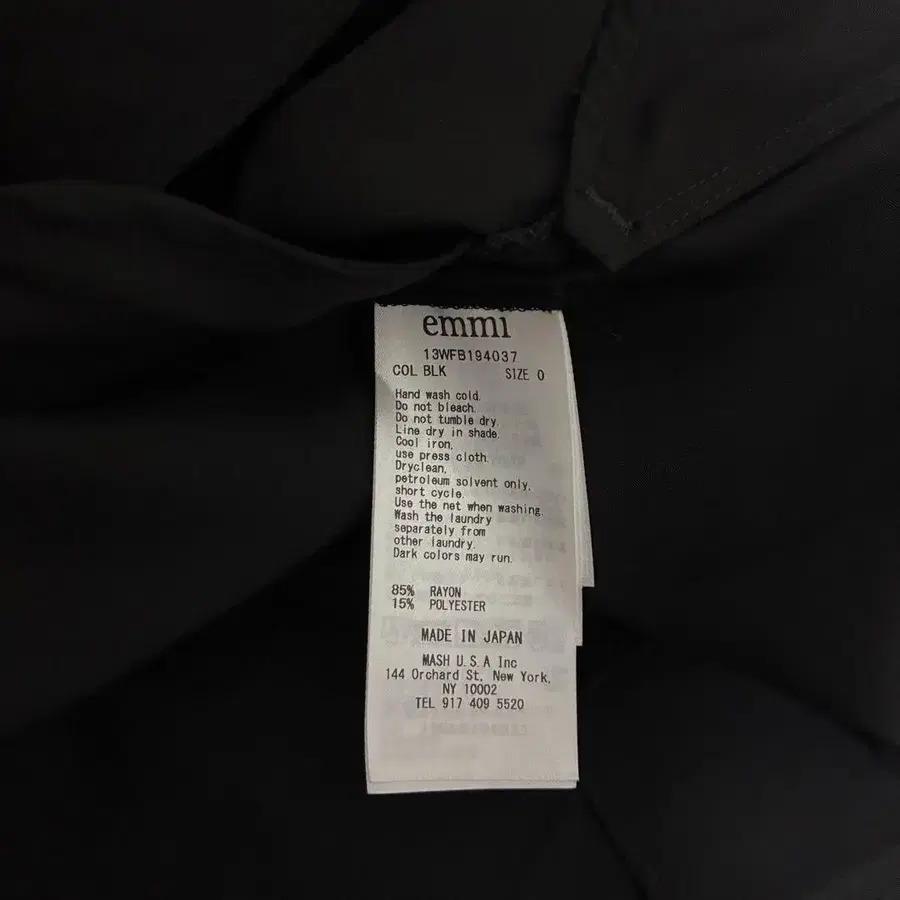 emmi
13WFB194037
COL BLK SIZE 0
Hand wash cold.
Do not bleach.
Do not tumble dry.
Line dry in shade.
Cool iron,
use press cloth.
Dryclean,
petroleum solvent only,
short cycle.
Use the net when washing.
Wash the laundry
separately from
other laundry.
Dark colors may run.
85% RAYON
15% POLYESTER
MADE IN JAPAN
MASH U.S.A Inc
144 Orchard St, New York,
NY 10002
TEL 917 409 5520